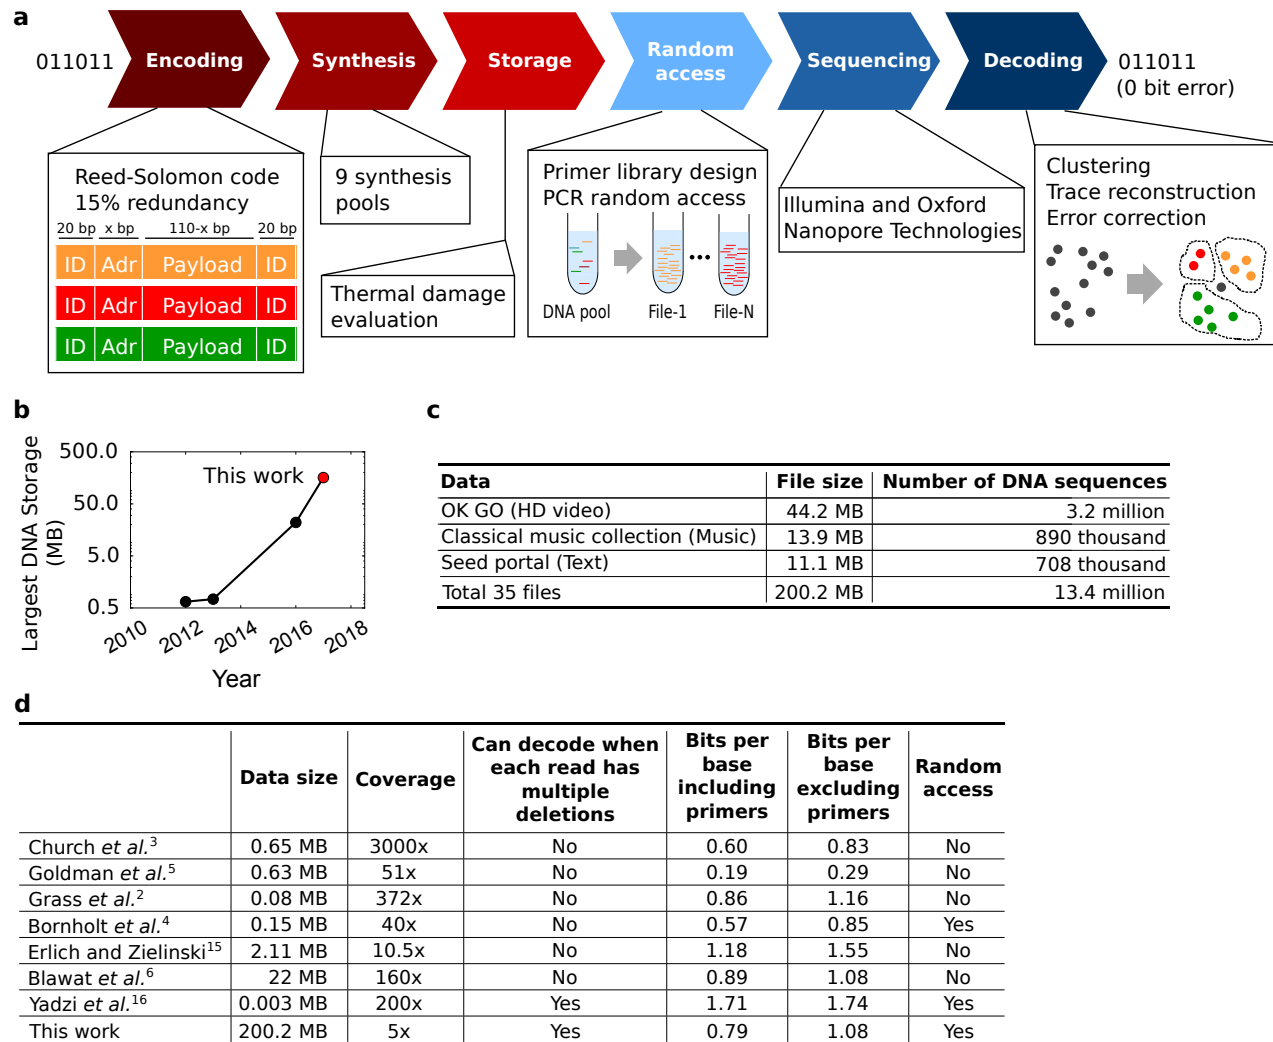 a
011011
Encoding
Synthesis
Storage
Random
access
Sequencing
Decoding
011011
(0 bit error)
Reed-Solomon code
15% redundancy
20 bp x bp 110-x bp 20 bp
ID Adr Payload ID
ID Adr Payload ID
ID Adr Payload ID
9 synthesis
pools
Thermal damage
evaluation
Primer library design
PCR random access
•••
DNA pool File-1 File-N
Illumina and Oxford
Nanopore Technologies
Clustering
Trace reconstruction
Error correction
b
Largest DNA Storage
(MB)
500.0
50.0
5.0
0.5
This work
2010 2012 2014 2016 2018
Year
c
Data File size Number of DNA sequences
OK GO (HD video) 44.2 MB 3.2 million
Classical music collection (Music) 13.9 MB 890 thousand
Seed portal (Text) 11.1 MB 708 thousand
Total 35 files 200.2 MB 13.4 million
d
Data size Coverage Can decode when each read has multiple deletions Bits per base including primers Bits per base excluding primers Random access
Church et al.3 0.65 MB 3000x No 0.60 0.83 No
Goldman et al.5 0.63 MB 51x No 0.19 0.29 No
Grass et al.2 0.08 MB 372x No 0.86 1.16 No
Bornholt et al.4 0.15 MB 40x No 0.57 0.85 Yes
Erlich and Zielinski15 2.11 MB 10.5x No 1.18 1.55 No
Blawat et al.6 22 MB 160x No 0.89 1.08 No
Yadzi et al.16 0.003 MB 200x Yes 1.71 1.74 Yes
This work 200.2 MB 5x Yes 0.79 1.08 Yes